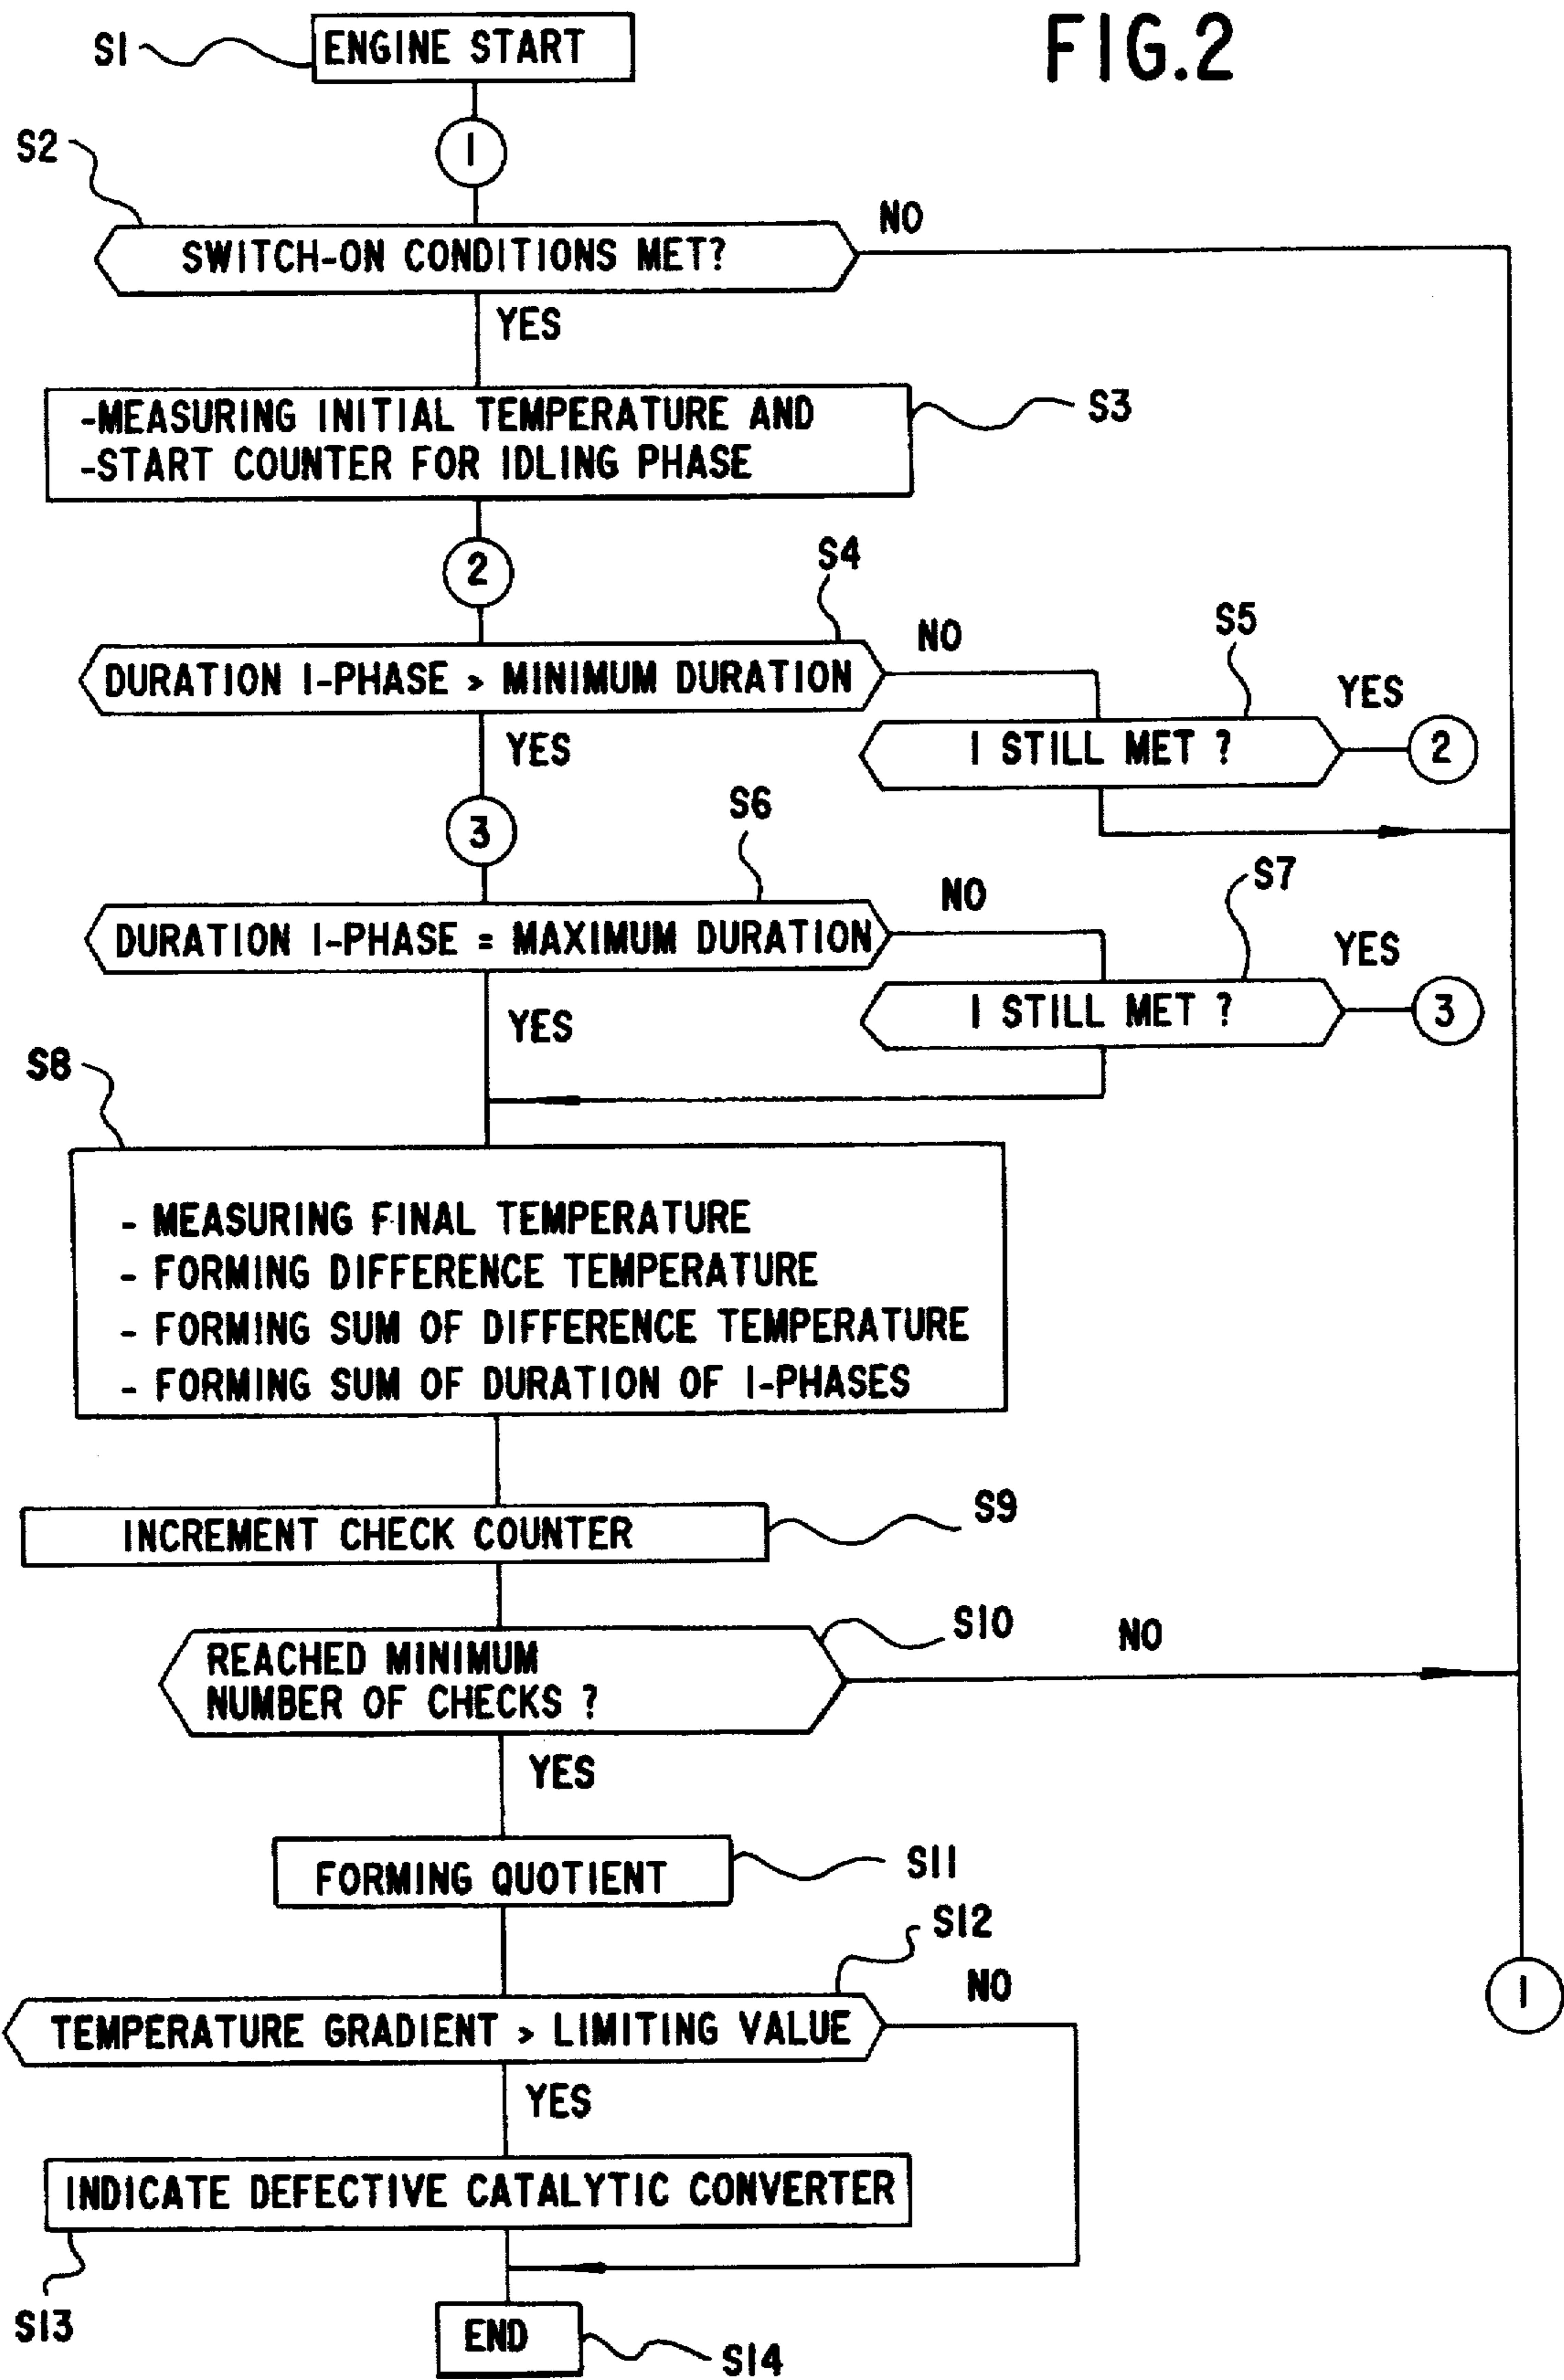 FIG.2
S1
ENGINE START
1
S2
SWITCH-ON CONDITIONS MET?
NO
YES
-MEASURING INITIAL TEMPERATURE AND
-START COUNTER FOR IDLING PHASE
S3
2
S4
DURATION I-PHASE > MINIMUM DURATION
NO
S5
YES
I STILL MET ?
2
YES
3
S6
DURATION I-PHASE = MAXIMUM DURATION
NO
S7
YES
I STILL MET ?
3
YES
S8
- MEASURING FINAL TEMPERATURE
- FORMING DIFFERENCE TEMPERATURE
- FORMING SUM OF DIFFERENCE TEMPERATURE
- FORMING SUM OF DURATION OF I-PHASES
INCREMENT CHECK COUNTER
S9
REACHED MINIMUM
NUMBER OF CHECKS ?
S10
NO
YES
FORMING QUOTIENT
S11
S12
TEMPERATURE GRADIENT > LIMITING VALUE
NO
1
YES
INDICATE DEFECTIVE CATALYTIC CONVERTER
S13
END
S14